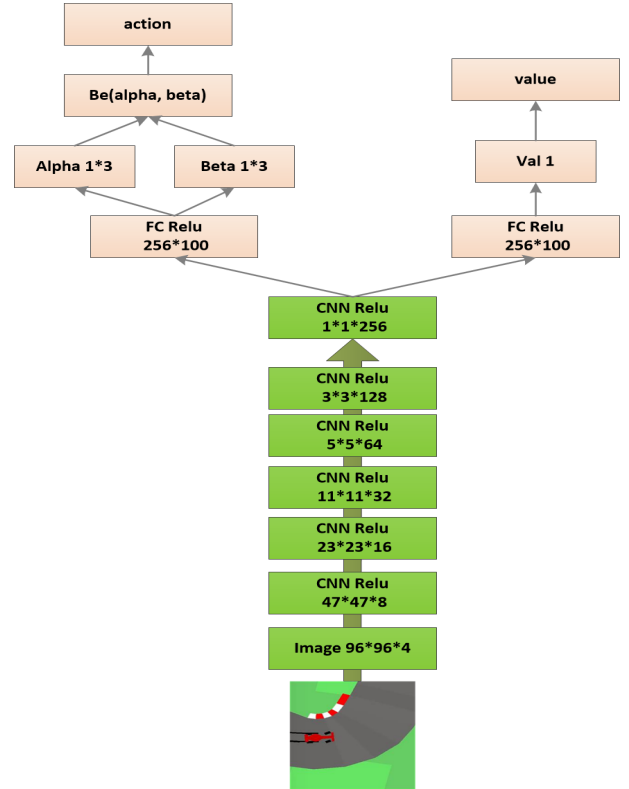 action
Be(alpha, beta)
value
Alpha 1*3
Beta 1*3
Val 1
FC Relu
256*100
FC Relu
256*100
CNN Relu
1*1*256
CNN Relu
3*3*128
CNN Relu
5*5*64
CNN Relu
11*11*32
CNN Relu
23*23*16
CNN Relu
47*47*8
Image 96*96*4